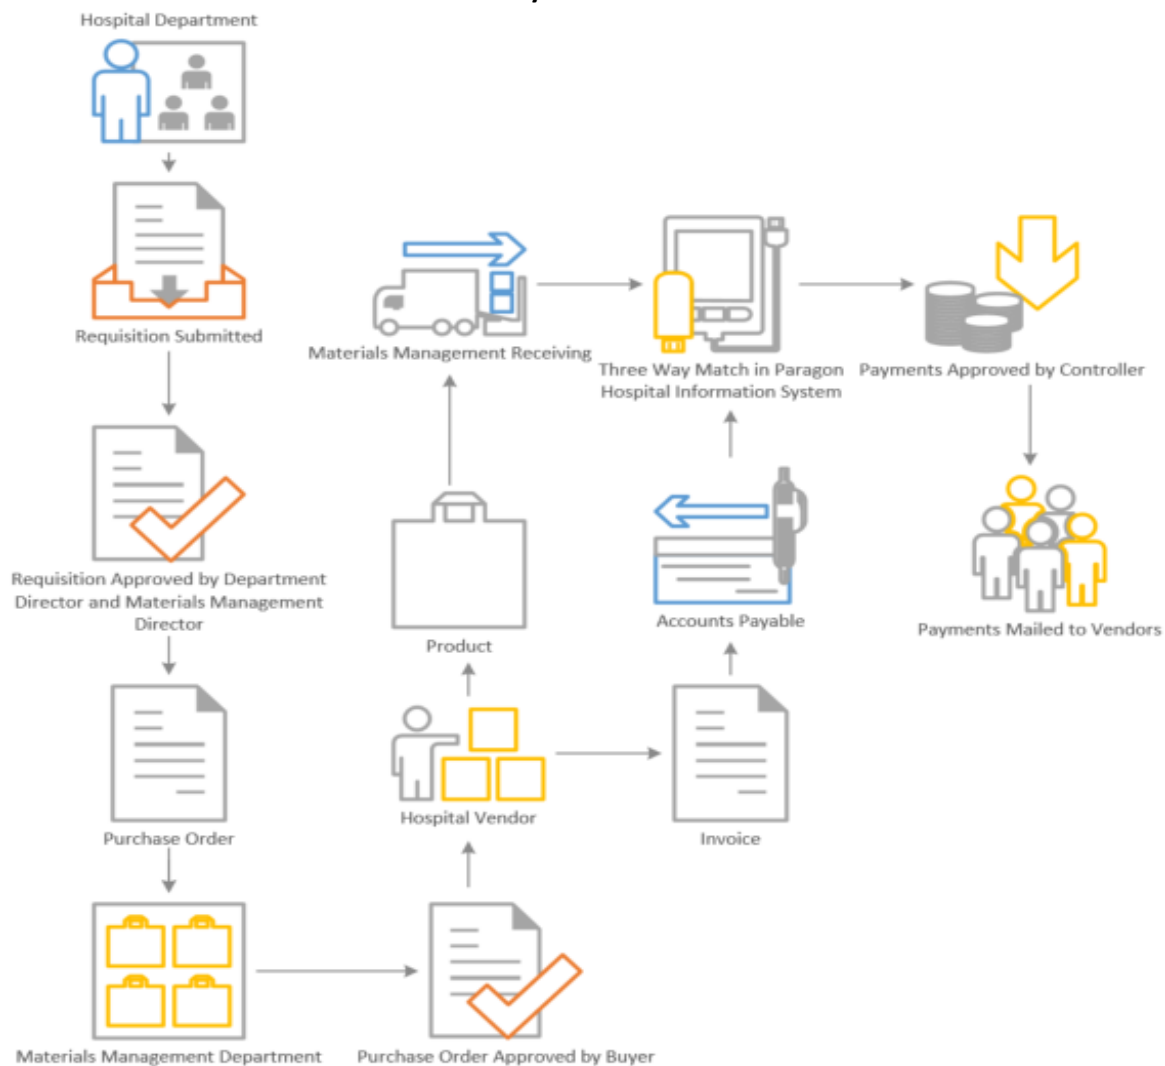 Hospital Department
Requisition Submitted
Requisition Approved by Department
Director and Materials Management
Director
Purchase Order
Materials Management Department
Purchase Order Approved by Buyer
Hospital Vendor
Product
Materials Management Receiving
Invoice
Accounts Payable
Three Way Match in Paragon
Hospital Information System
Payments Approved by Controller
Payments Mailed to Vendors